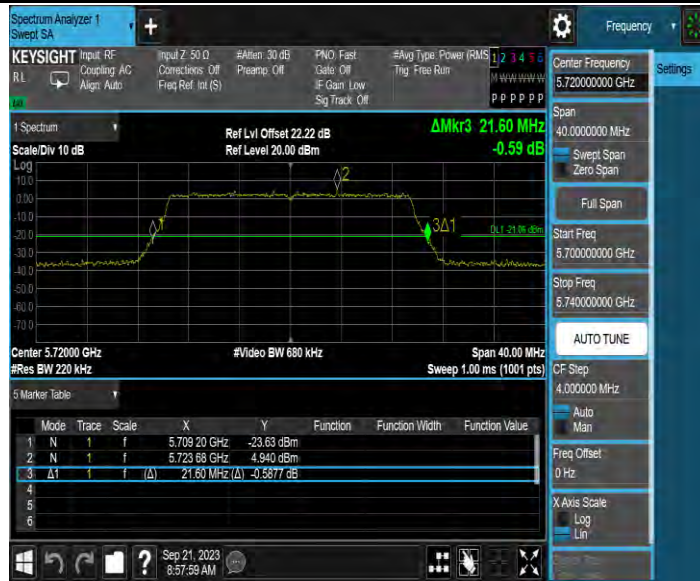 Spectrum Analyzer 1
Swept SA
+
Frequency
Settings
KEYSIGHT
RL
Input: RF
Coupling: AC
Align: Auto
Input Z: 50 Ω
Corrections: Off
Freq Ref: Int (S)
#Atten: 30 dB
Preamp: Off
PNO: Fast
Gate: Off
IF Gain: Low
Sig Track: Off
#Avg Type: Power (RMS
Trig: Free Run
1 2 3 4 5 6
M W W W W W
P P P P P P
1 Spectrum
Scale/Div 10 dB
Ref Lvl Offset 22.22 dB
Ref Level 20.00 dBm
ΔMkr3 21.60 MHz
-0.59 dB
Log
10.0
0.00
-10.0
-20.0
-30.0
-40.0
-50.0
-60.0
-70.0
2
3Δ1
DL1 -21.06 dBm
Center 5.72000 GHz
#Res BW 220 kHz
#Video BW 680 kHz
Span 40.00 MHz
Sweep 1.00 ms (1001 pts)
5 Marker Table
Mode Trace Scale X Y Function Function Width Function Value
1 N 1 f 5.709 20 GHz -23.63 dBm
2 N 1 f 5.723 68 GHz 4.940 dBm
3 Δ1 1 f (Δ) 21.60 MHz (Δ) -0.5877 dB
4
5
6
Center Frequency
5.720000000 GHz
Span
40.0000000 MHz
Swept Span
Zero Span
Full Span
Start Freq
5.700000000 GHz
Stop Freq
5.740000000 GHz
AUTO TUNE
CF Step
4.000000 MHz
Auto
Man
Freq Offset
0 Hz
X Axis Scale
Log
Lin
?
Sep 21, 2023
8:57:59 AM